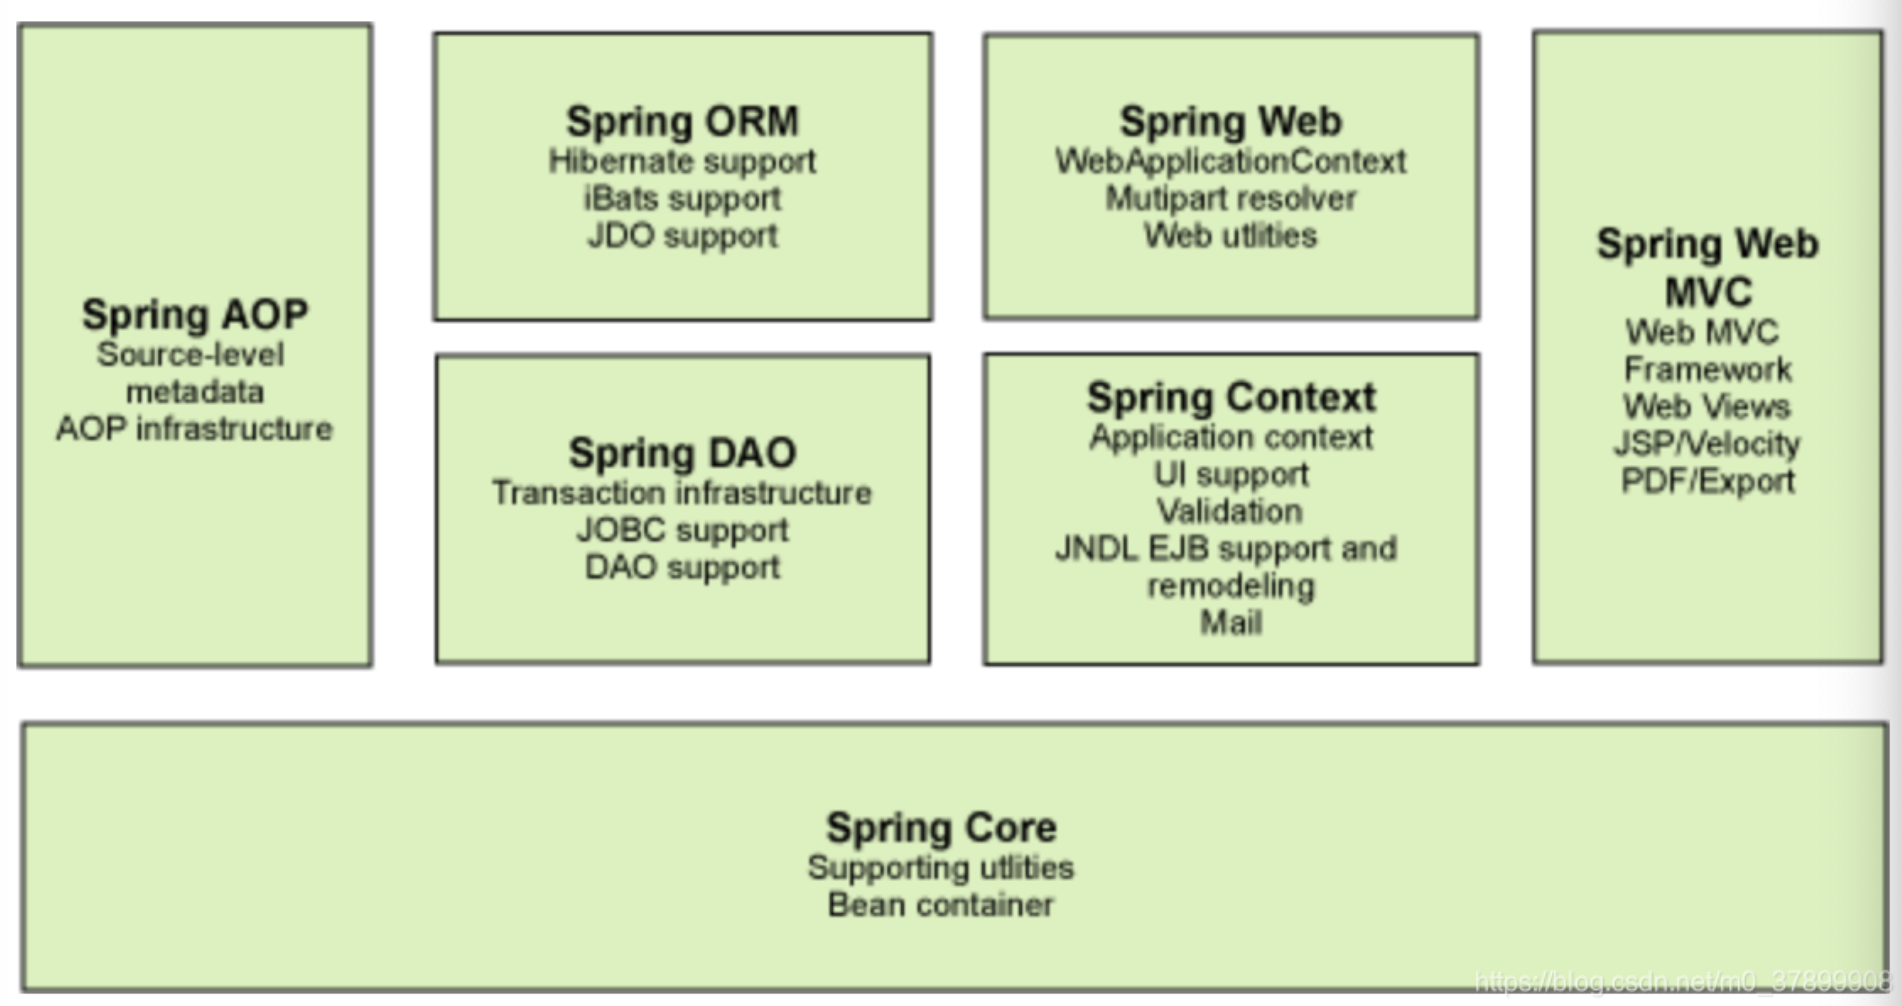 Spring AOP
Source-level
metadata
AOP infrastructure
Spring ORM
Hibernate support
iBats support
JDO support
Spring Web
WebApplicationContext
Mutipart resolver
Web utlities
Spring DAO
Transaction infrastructure
JOBC support
DAO support
Spring Context
Application context
UI support
Validation
JNDL EJB support and
remodeling
Mail
Spring Web
MVC
Web MVC
Framework
Web Views
JSP/Velocity
PDF/Export
Spring Core
Supporting utlities
Bean container
https://blog.csdn.net/m0_37899908